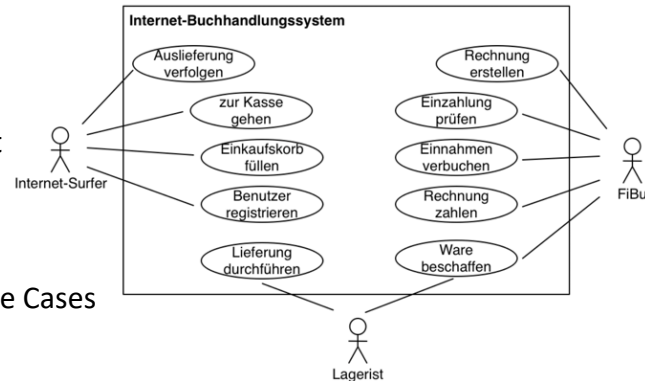 Internet-Buchhandlungssystem
Auslieferung
verfolgen
Rechnung
erstellen
zur Kasse
gehen
Einzahlung
prüfen
t
Einkaufskorb
füllen
Einnahmen
verbuchen
Internet-Surfer
FiBu
Benutzer
registrieren
Rechnung
zahlen
Lieferung
durchführen
Ware
beschaffen
e Cases
Lagerist